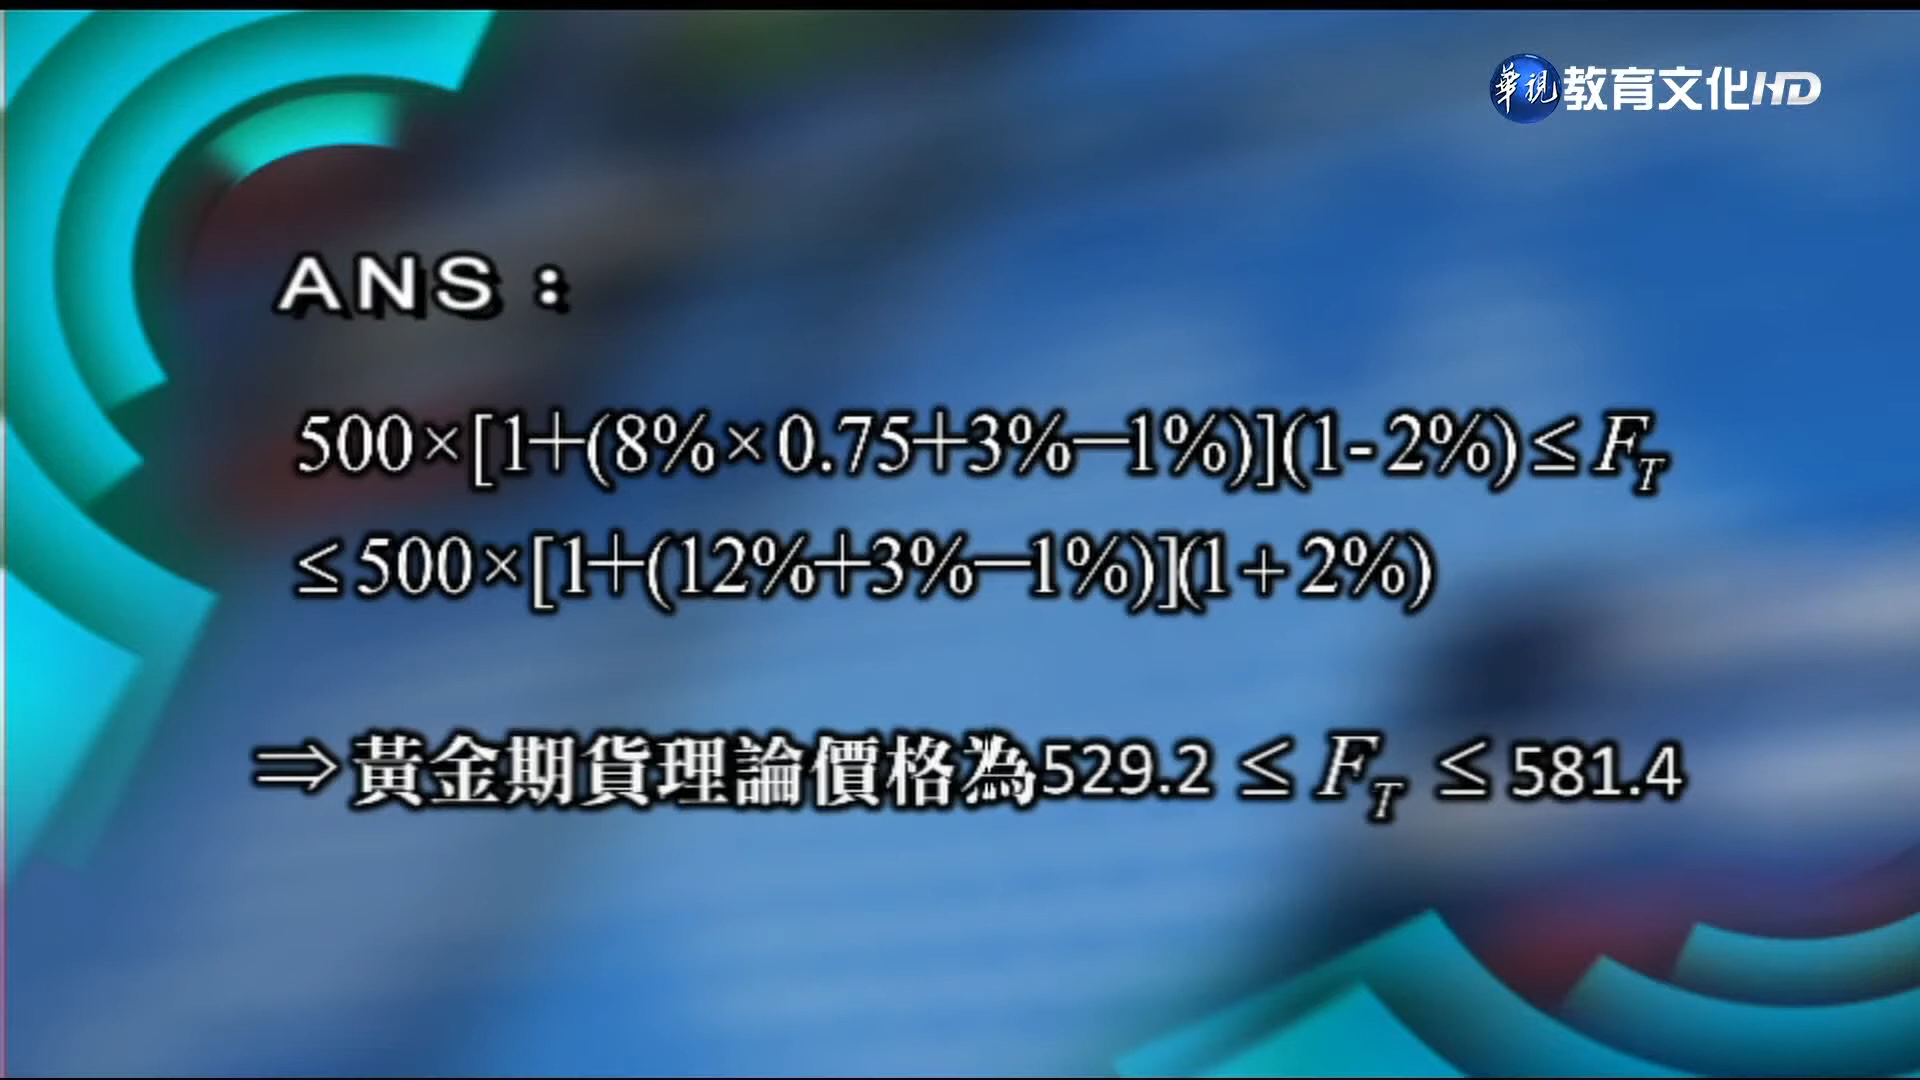 華視 教育文化HD
ANS：
500×[1+(8%×0.75+3%−1%)](1-2%)≤F_T
≤500×[1+(12%+3%−1%)](1+2%)
⇒黃金期貨理論價格為529.2 ≤ F_T ≤ 581.4